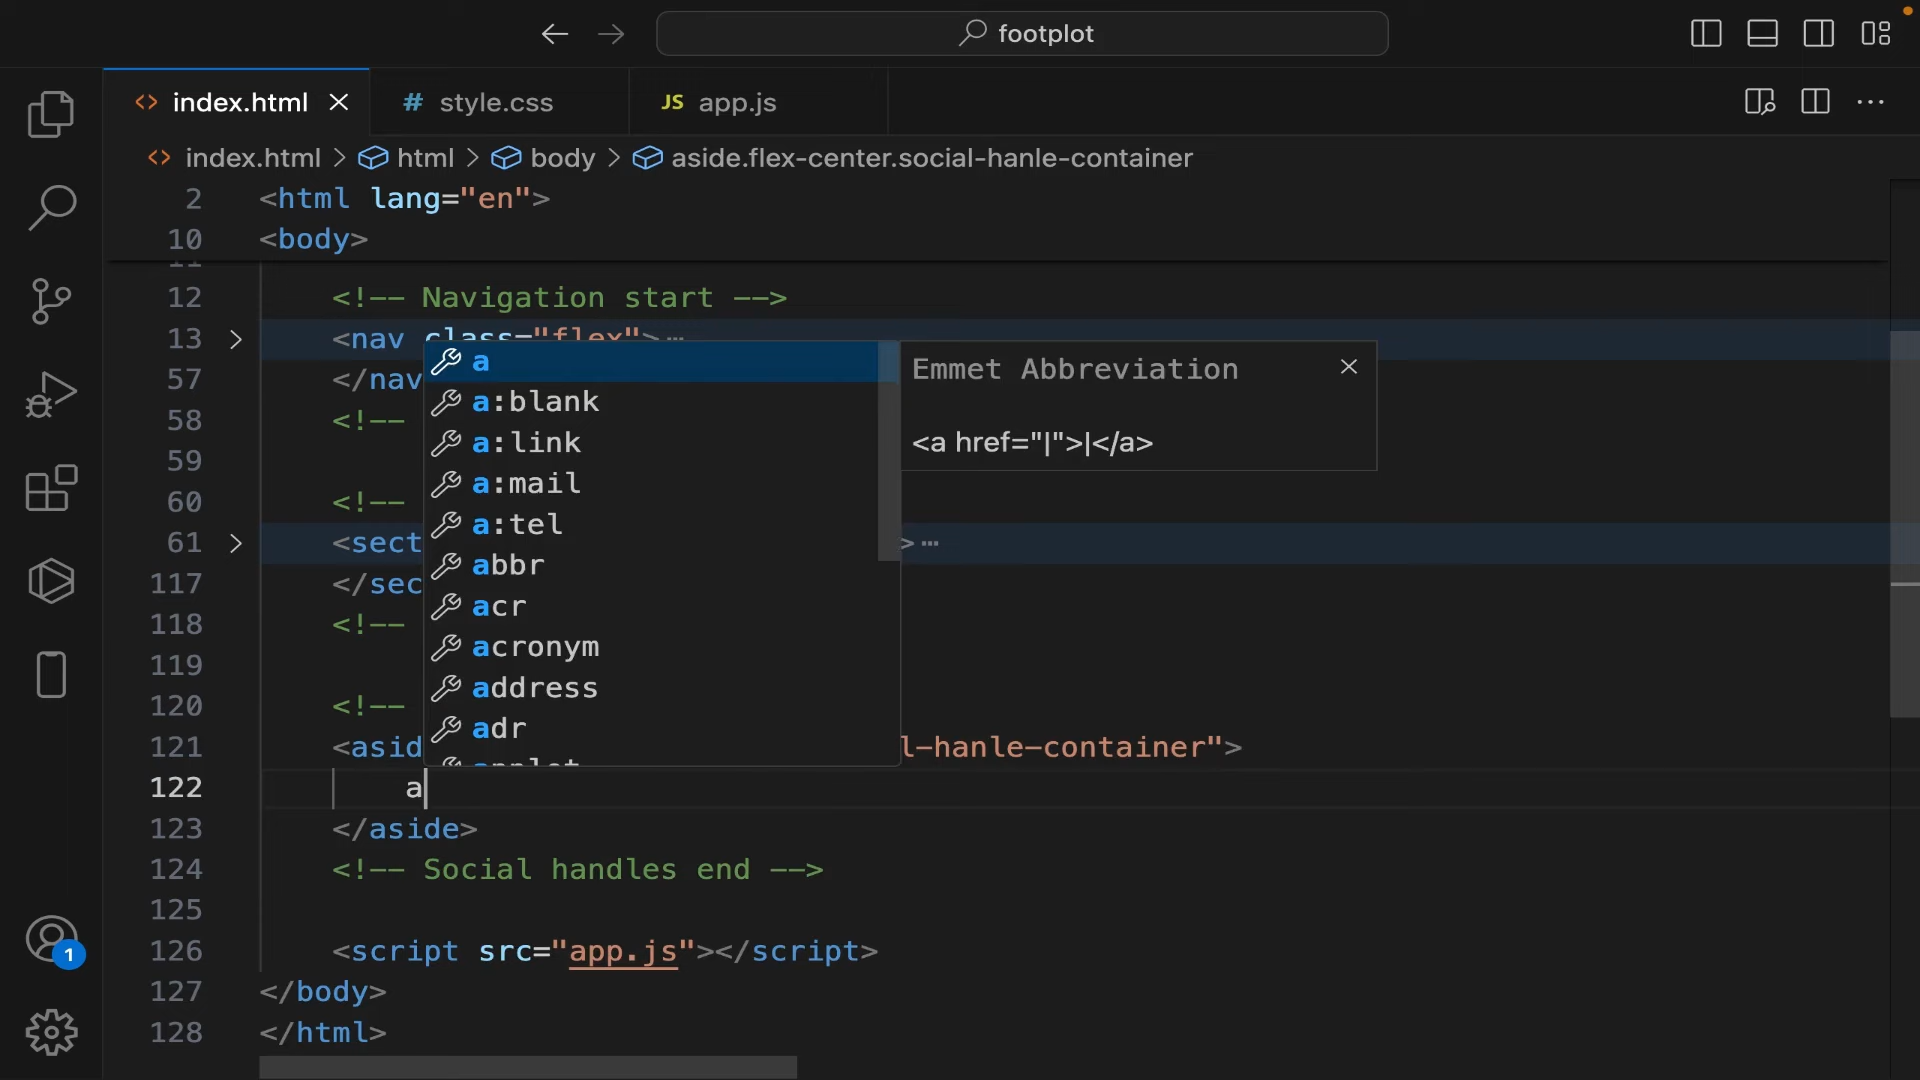 footplot
index.html
# style.css
JS app.js
index.html > html > body > aside.flex-center.social-hanle-container
2 <html lang="en">
10 <body>
11
12 <!-- Navigation start -->
13 <nav class="flex">…
57 </nav
58 <!--
59
60 <!--
61 <sect > …
117 </sec
118 <!--
119
120 <!--
121 <asid l-hanle-container">
122 a
123 </aside>
124 <!-- Social handles end -->
125
126 <script src="app.js"></script>
127 </body>
128 </html>
a
a:blank
a:link
a:mail
a:tel
abbr
acr
acronym
address
adr
applet
Emmet Abbreviation
<a href="|">|</a>
1